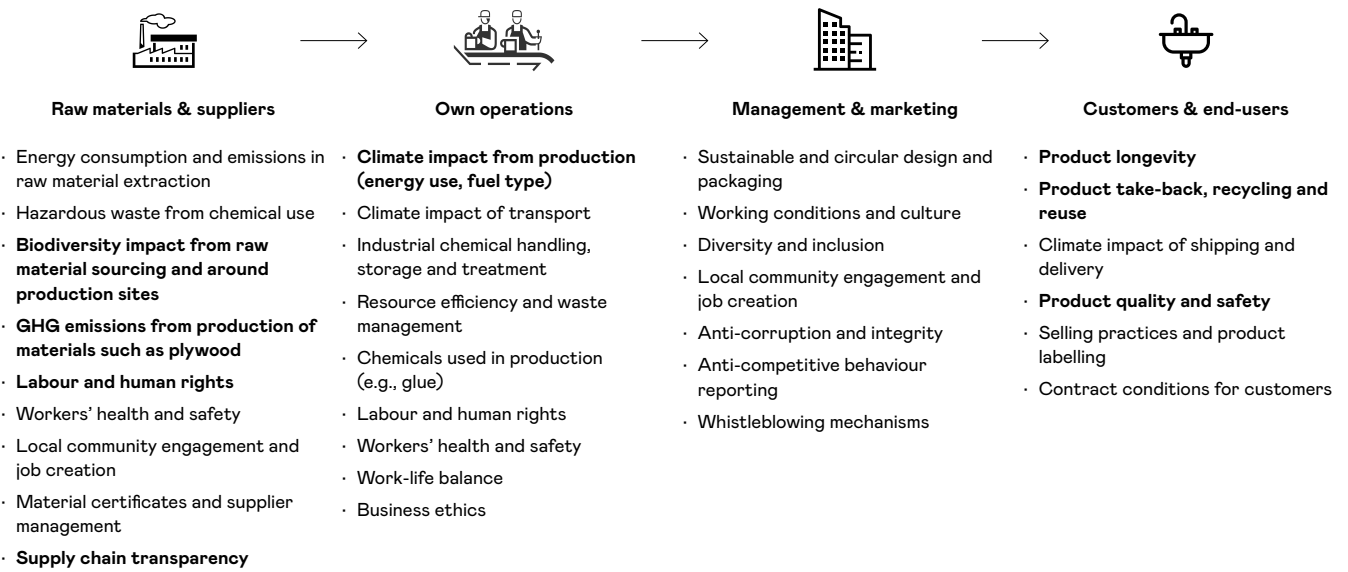 Raw materials & suppliers
· Energy consumption and emissions in
raw material extraction
· Hazardous waste from chemical use
· Biodiversity impact from raw
material sourcing and around
production sites
· GHG emissions from production of
materials such as plywood
· Labour and human rights
· Workers’ health and safety
· Local community engagement and
job creation
· Material certificates and supplier
management
· Supply chain transparency
Own operations
· Climate impact from production
(energy use, fuel type)
· Climate impact of transport
· Industrial chemical handling,
storage and treatment
· Resource efficiency and waste
management
· Chemicals used in production
(e.g., glue)
· Labour and human rights
· Workers’ health and safety
· Work-life balance
· Business ethics
Management & marketing
· Sustainable and circular design and
packaging
· Working conditions and culture
· Diversity and inclusion
· Local community engagement and
job creation
· Anti-corruption and integrity
· Anti-competitive behaviour
reporting
· Whistleblowing mechanisms
Customers & end-users
· Product longevity
· Product take-back, recycling and
reuse
· Climate impact of shipping and
delivery
· Product quality and safety
· Selling practices and product
labelling
· Contract conditions for customers